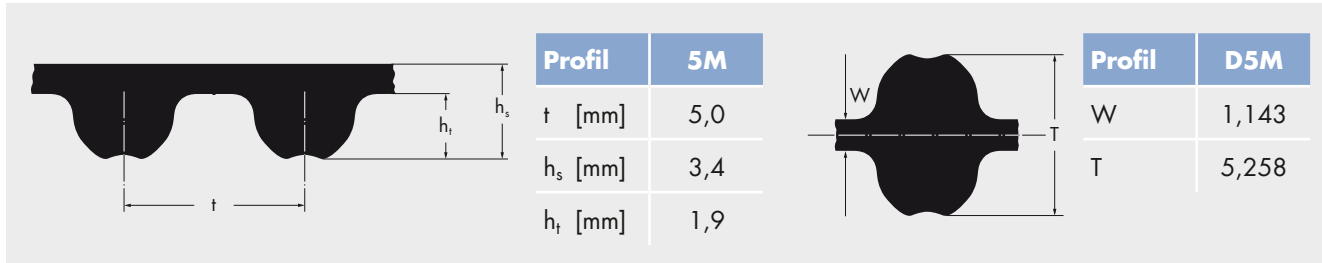 t
hₜ
hₛ
Profil 5M
t [mm] 5,0
hₛ [mm] 3,4
hₜ [mm] 1,9
W
T
Profil D5M
W 1,143
T 5,258